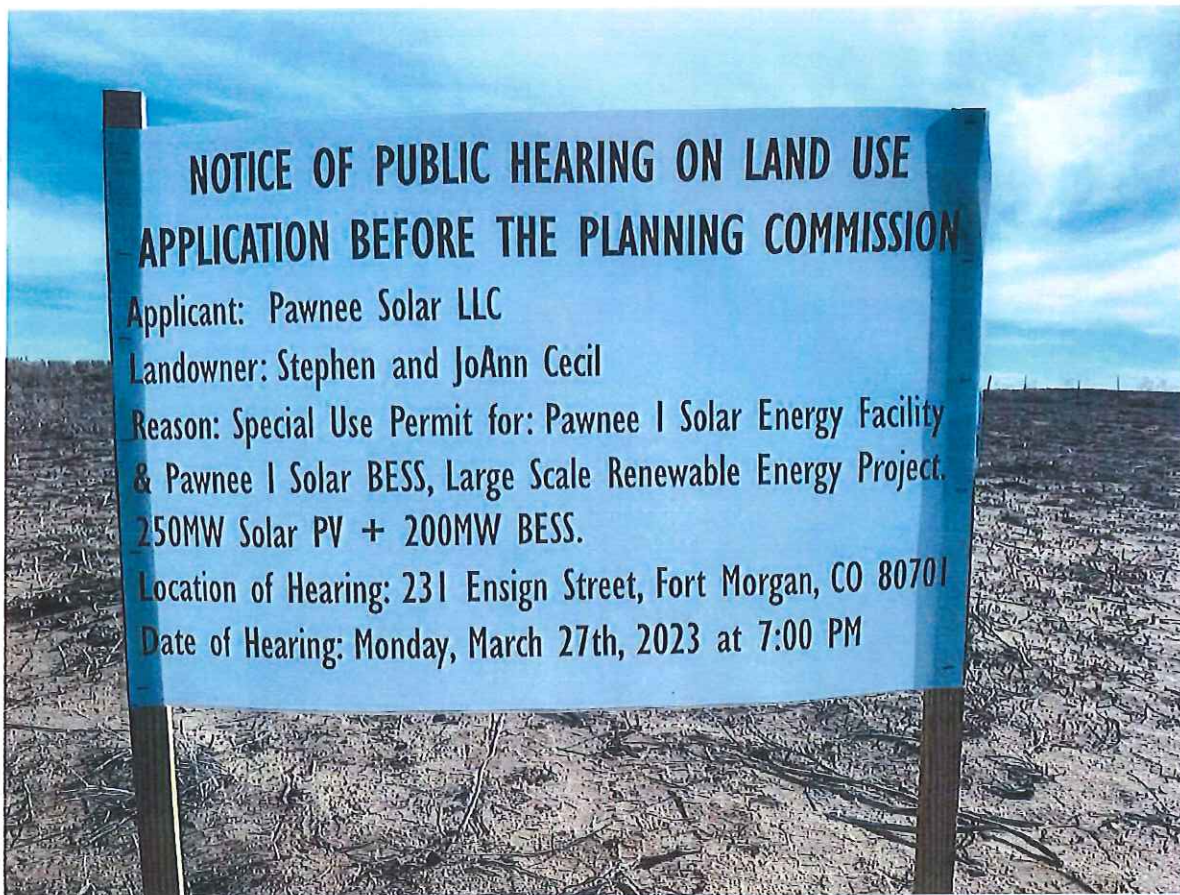 NOTICE OF PUBLIC HEARING ON LAND USE
APPLICATION BEFORE THE PLANNING COMMISSION
Applicant: Pawnee Solar LLC
Landowner: Stephen and JoAnn Cecil
Reason: Special Use Permit for: Pawnee I Solar Energy Facility
& Pawnee I Solar BESS, Large Scale Renewable Energy Project.
250MW Solar PV + 200MW BESS.
Location of Hearing: 231 Ensign Street, Fort Morgan, CO 80701
Date of Hearing: Monday, March 27th, 2023 at 7:00 PM